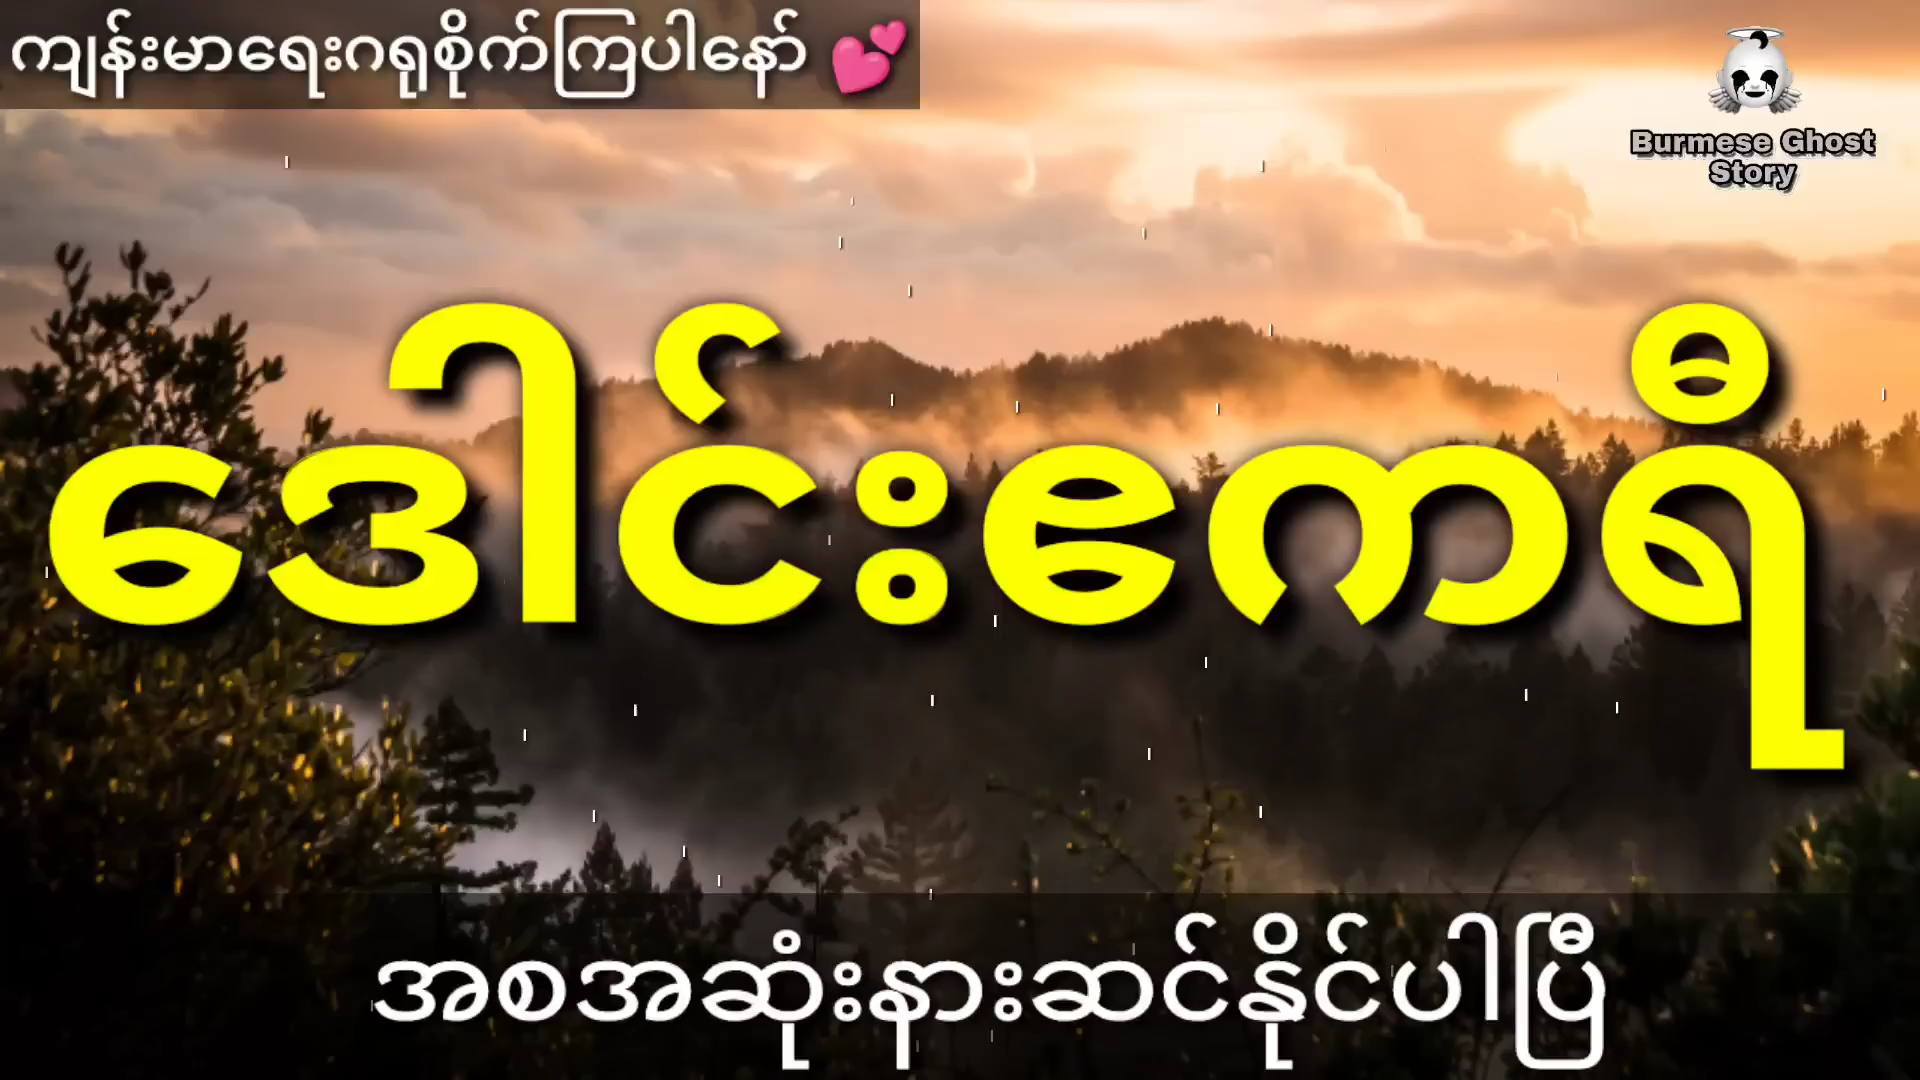 ကျန်းမာရေးဂရုစိုက်ကြပါနော် 💕
Burmese Ghost
Story
ဒေါင်းကေရီ
အစအဆုံးနားဆင်နိုင်ပါပြီ